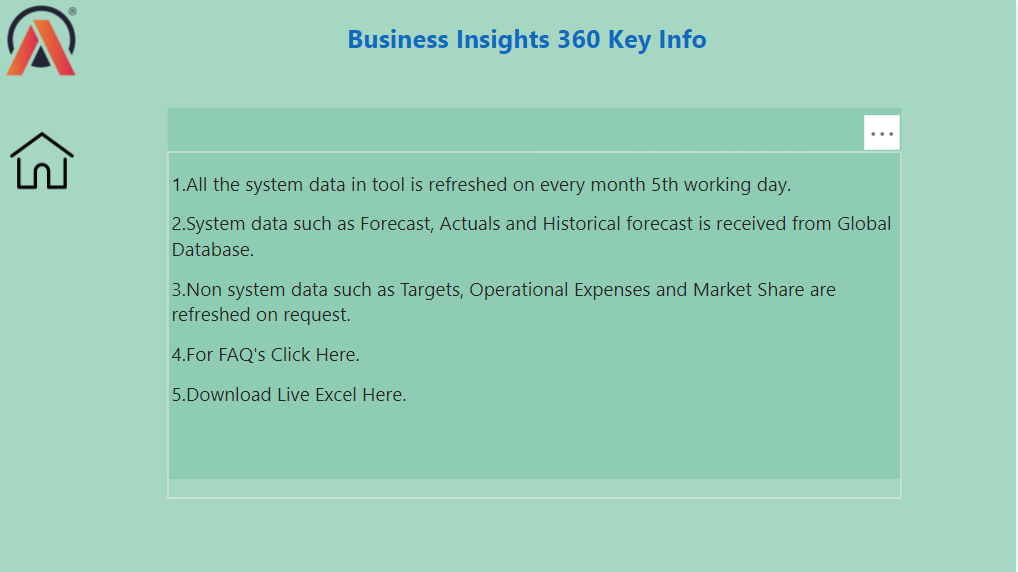 ®
Business Insights 360 Key Info
...
1.All the system data in tool is refreshed on every month 5th working day.
2.System data such as Forecast, Actuals and Historical forecast is received from Global
Database.
3.Non system data such as Targets, Operational Expenses and Market Share are
refreshed on request.
4.For FAQ's Click Here.
5.Download Live Excel Here.